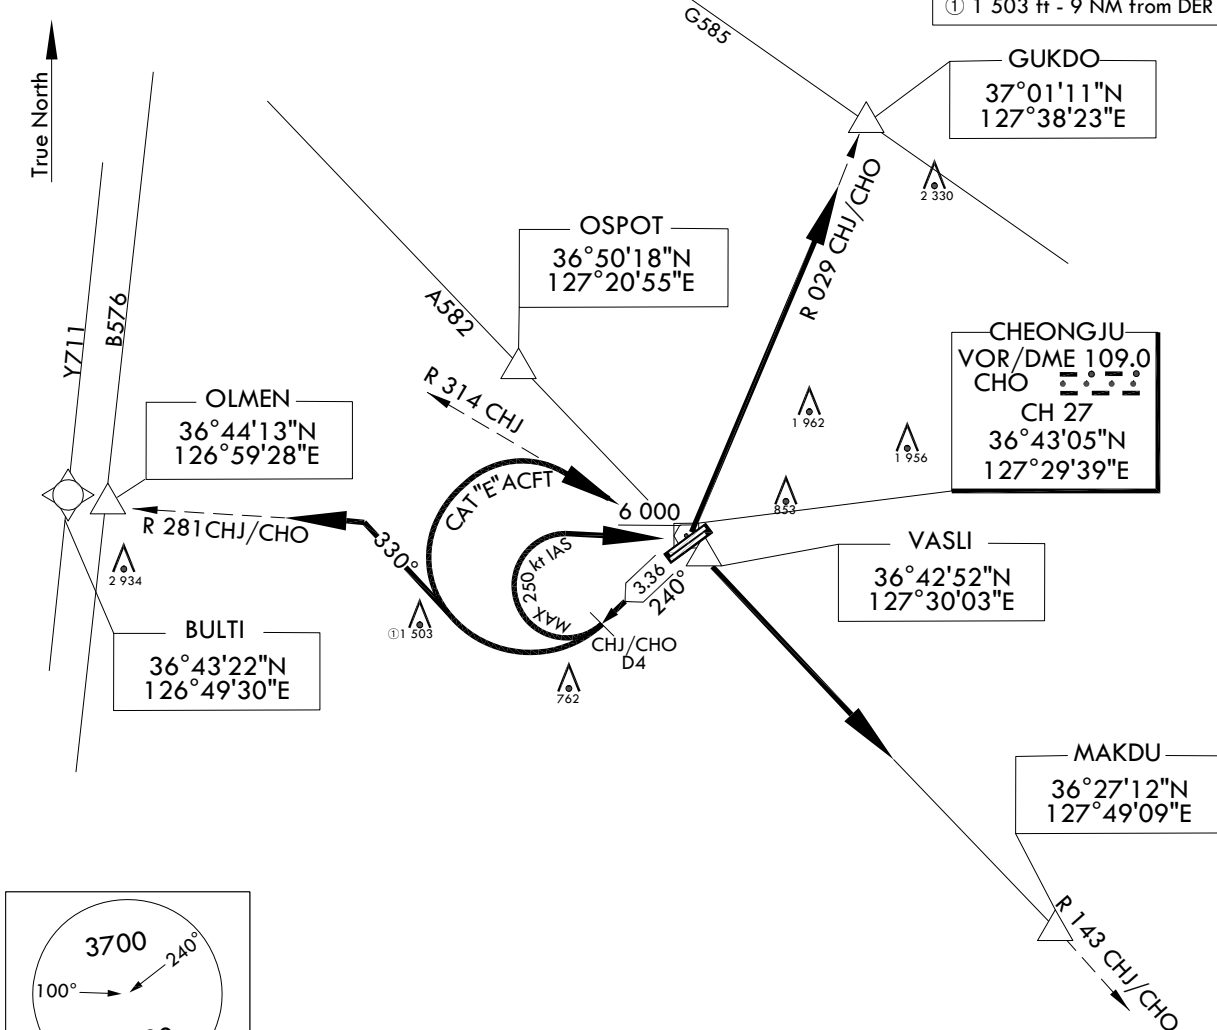 ① 1 503 ft - 9 NM from DER
G585
GUKDO
37°01'11"N
127°38'23"E
True North
2 330
R 029 CHJ/CHO
OSPOT
36°50'18"N
127°20'55"E
A582
Y711
B576
CHEONGJU
VOR/DME 109.0
CHO
CH 27
36°43'05"N
127°29'39"E
R 314 CHJ
OLMEN
36°44'13"N
126°59'28"E
1 962
1 956
CAT "E" ACFT
853
6 000
R 281 CHJ/CHO
330°
MAX 250 kt IAS
3.36
240°
VASLI
36°42'52"N
127°30'03"E
2 934
① 1 503
BULTI
36°43'22"N
126°49'30"E
CHJ/CHO
D4
762
MAKDU
36°27'12"N
127°49'09"E
R 143 CHJ/CHO
3700
240°
100°